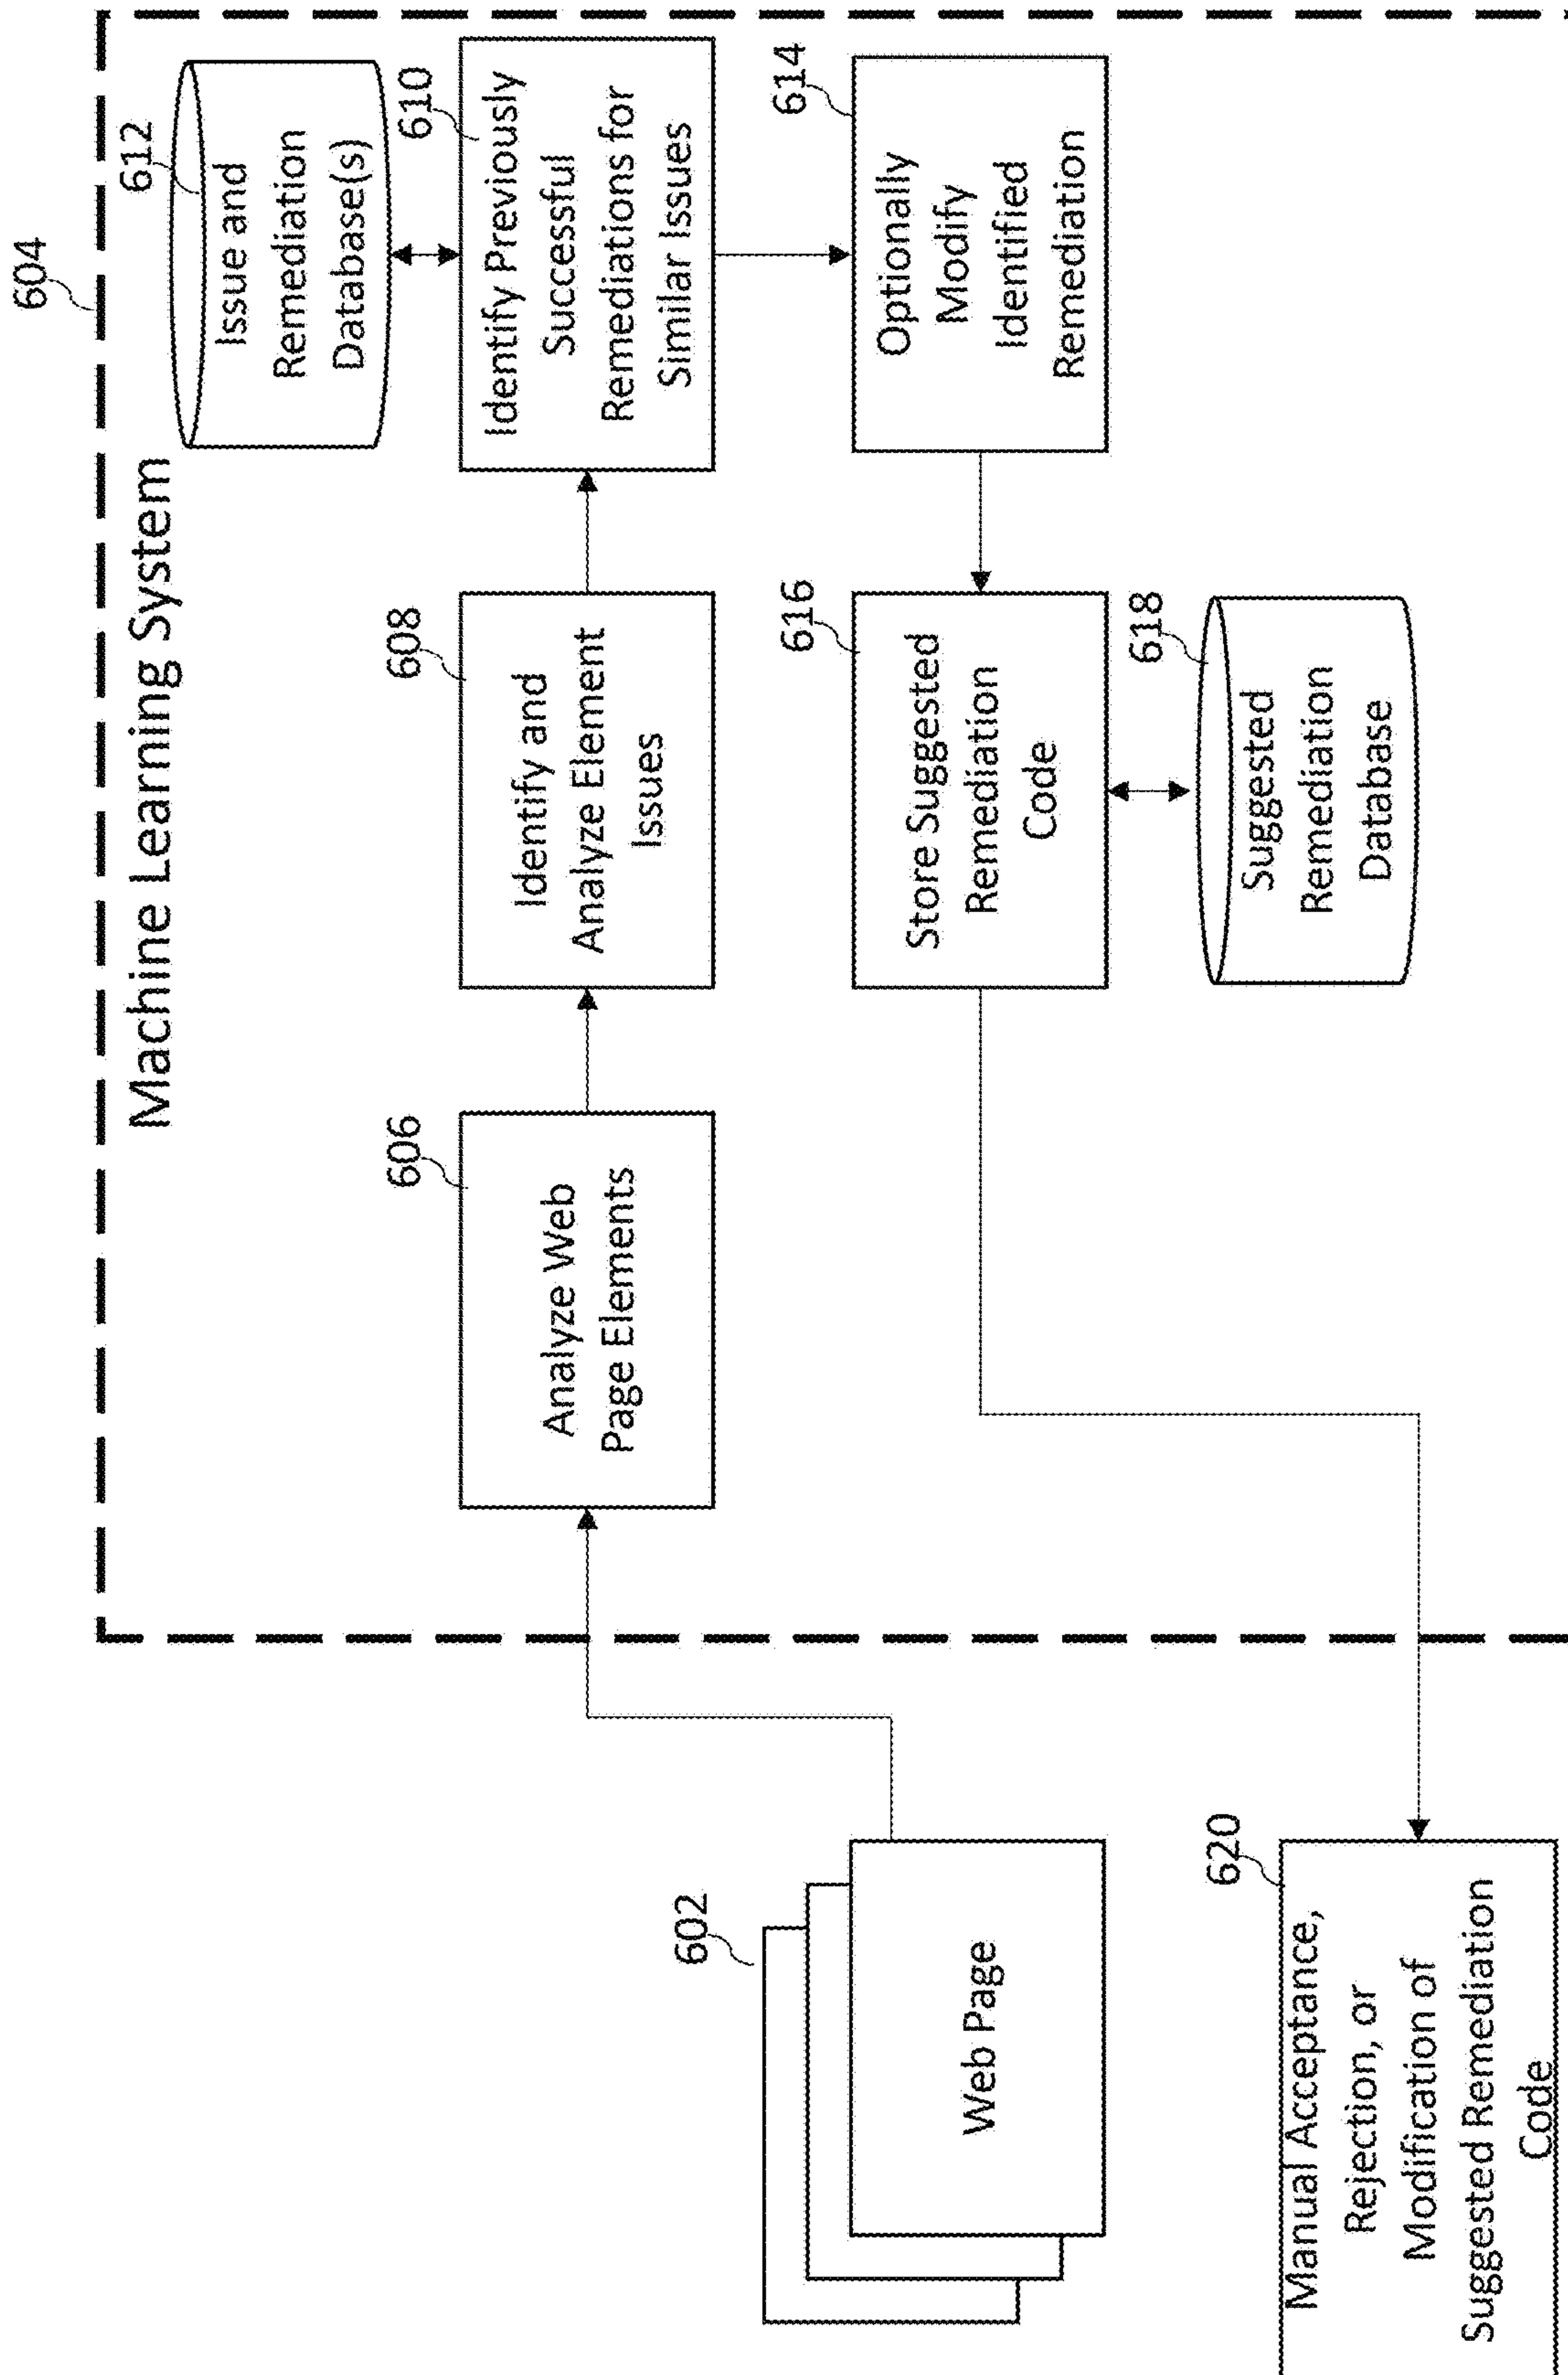 604
Machine Learning System
612
Issue and
Remediation
Database(s)
602
Web Page
606
Analyze Web
Page Elements
608
Identify and
Analyze Element
Issues
610
Identify Previously
Successful
Remediations for
Similar Issues
614
Optionally
Modify
Identified
Remediation
616
Store Suggested
Remediation
Code
618
Suggested
Remediation
Database
620
Manual Acceptance,
Rejection, or
Modification of
Suggested Remediation
Code